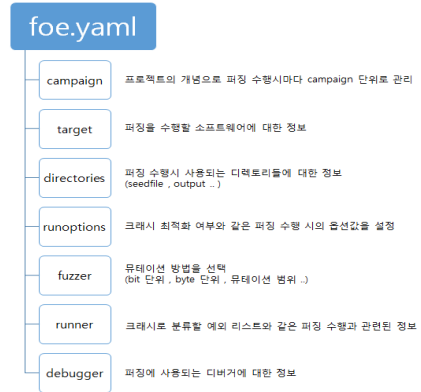 foe.yaml
campaign
프로젝트의 개념으로 퍼징 수행시마다 campaign 단위로 관리
target
퍼징을 수행할 소프트웨어에 대한 정보
directories
퍼징 수행시 사용되는 디렉토리들에 대한 정보
(seedfile , output .. )
runoptions
크래시 최적화 여부와 같은 퍼징 수행 시의 옵션값을 설정
fuzzer
뮤테이션 방법을 선택
(bit 단위 , byte 단위 , 뮤테이션 범위 ..)
runner
크래시로 분류할 예외 리스트와 같은 퍼징 수행과 관련된 정보
debugger
퍼징에 사용되는 디버거에 대한 정보